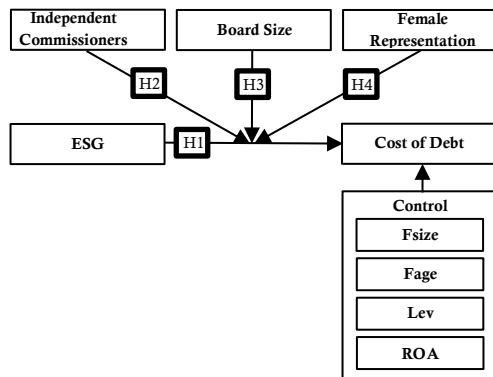 Independent
Commissioners
Board Size
Female
Representation
H2
H3
H4
ESG
H1
Cost of Debt
Control
Fsize
Fage
Lev
ROA